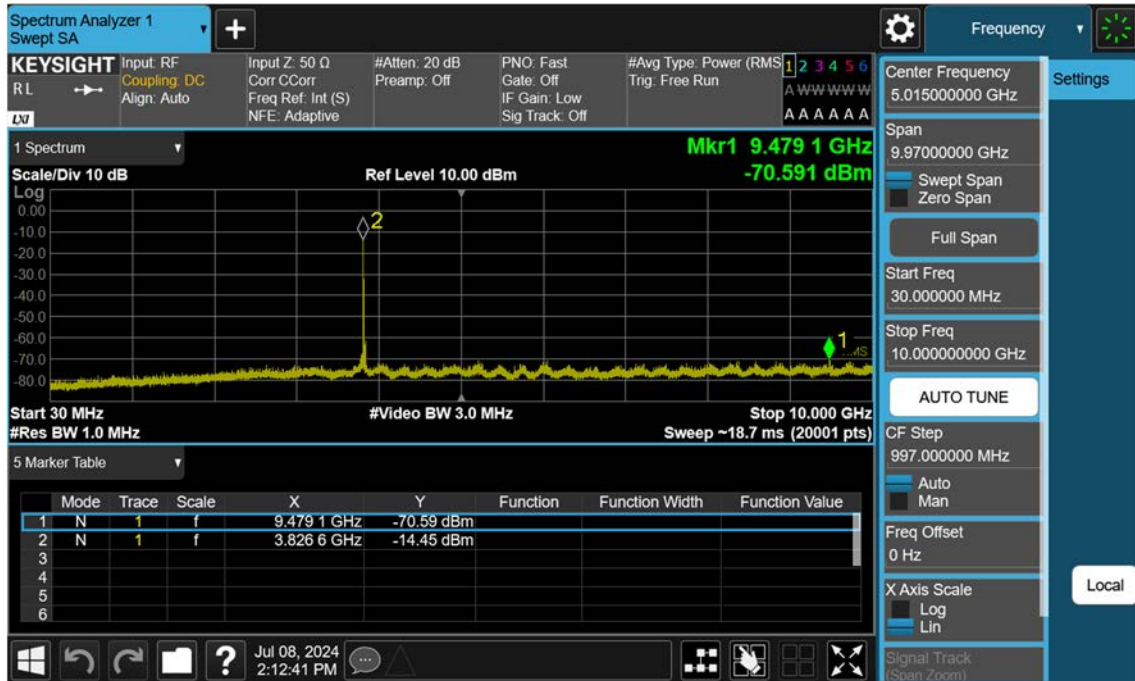 Spectrum Analyzer 1
Swept SA
+
Frequency
KEYSIGHT
RL
LXI
Input: RF
Coupling: DC
Align: Auto
Input Z: 50 Ω
Corr CCorr
Freq Ref: Int (S)
NFE: Adaptive
#Atten: 20 dB
Preamp: Off
PNO: Fast
Gate: Off
IF Gain: Low
Sig Track: Off
#Avg Type: Power (RMS
Trig: Free Run
1 2 3 4 5 6
A W W W W W
A A A A A A
1 Spectrum
Scale/Div 10 dB
Ref Level 10.00 dBm
Mkr1 9.479 1 GHz
-70.591 dBm
Log
0.00
-10.0
-20.0
-30.0
-40.0
-50.0
-60.0
-70.0
-80.0
2
1
Start 30 MHz
#Video BW 3.0 MHz
Stop 10.000 GHz
#Res BW 1.0 MHz
Sweep ~18.7 ms (20001 pts)
5 Marker Table
Mode Trace Scale X Y Function Function Width Function Value
1 N 1 f 9.479 1 GHz -70.59 dBm
2 N 1 f 3.826 6 GHz -14.45 dBm
3
4
5
6
?
Jul 08, 2024
2:12:41 PM
Center Frequency
5.015000000 GHz
Span
9.97000000 GHz
Swept Span
Zero Span
Full Span
Start Freq
30.000000 MHz
Stop Freq
10.000000000 GHz
AUTO TUNE
CF Step
997.000000 MHz
Auto
Man
Freq Offset
0 Hz
X Axis Scale
Log
Lin
Signal Track
(Span Zoom)
Settings
Local